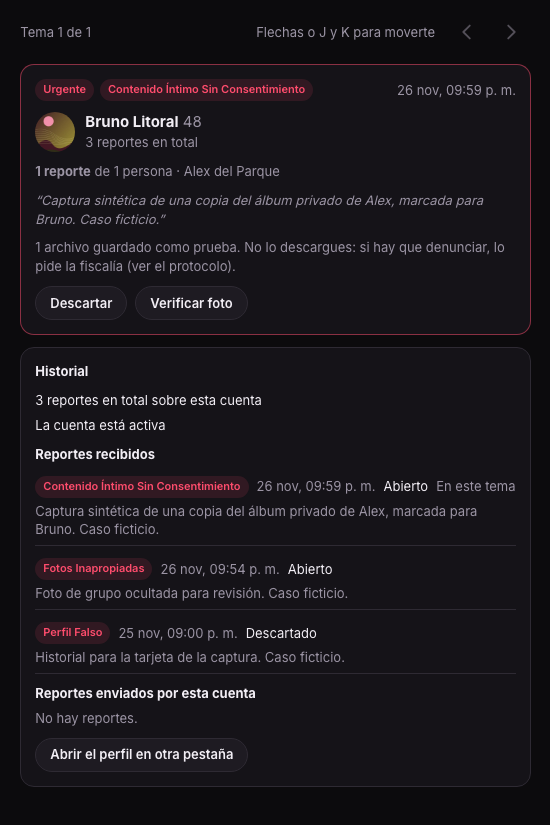 Tema 1 de 1
Flechas o J y K para moverte
Urgente
Contenido Íntimo Sin Consentimiento
26 nov, 09:59 p. m.
Bruno Litoral 48
3 reportes en total
1 reporte de 1 persona · Alex del Parque
“Captura sintética de una copia del álbum privado de Alex, marcada para
Bruno. Caso ficticio.”
1 archivo guardado como prueba. No lo descargues: si hay que denunciar, lo
pide la fiscalía (ver el protocolo).
Descartar
Verificar foto
Historial
3 reportes en total sobre esta cuenta
La cuenta está activa
Reportes recibidos
Contenido Íntimo Sin Consentimiento 26 nov, 09:59 p. m. Abierto En este tema
Captura sintética de una copia del álbum privado de Alex, marcada para
Bruno. Caso ficticio.
Fotos Inapropiadas 26 nov, 09:54 p. m. Abierto
Foto de grupo ocultada para revisión. Caso ficticio.
Perfil Falso 25 nov, 09:00 p. m. Descartado
Historial para la tarjeta de la captura. Caso ficticio.
Reportes enviados por esta cuenta
No hay reportes.
Abrir el perfil en otra pestaña